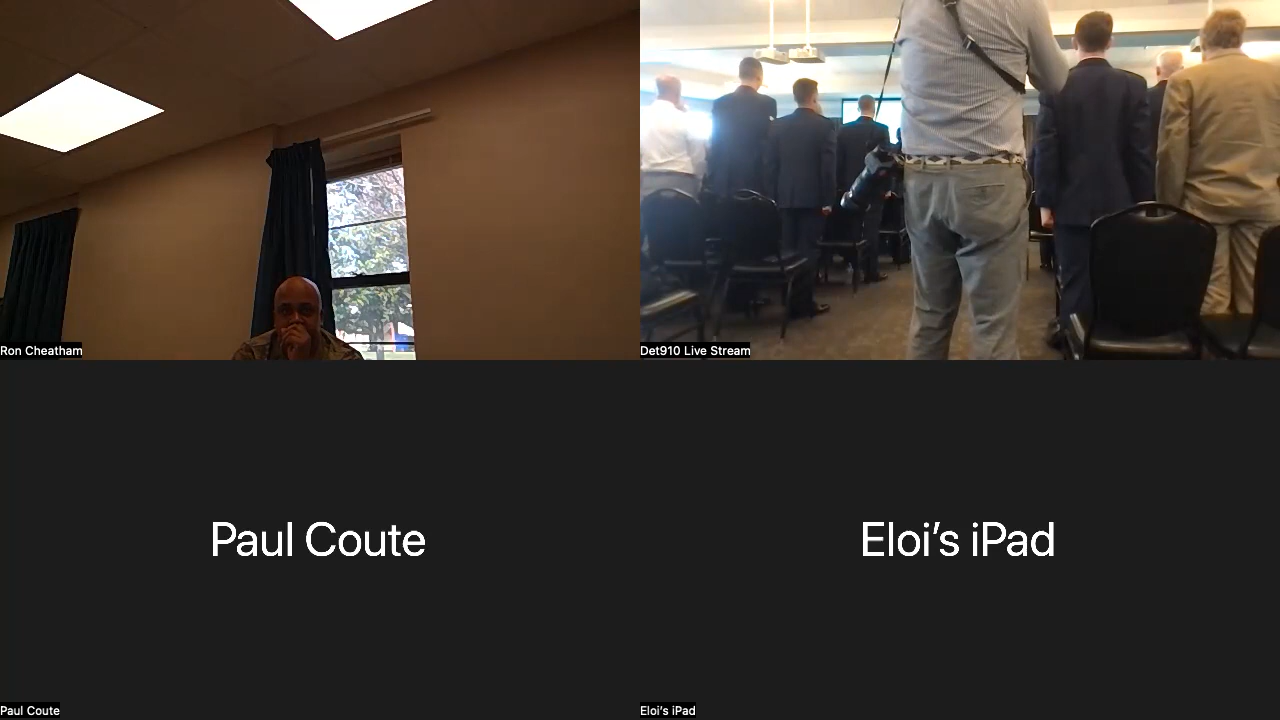 Ron Cheatham
Det910 Live Stream
Paul Coute
Eloi’s iPad
Paul Coute
Eloi’s iPad